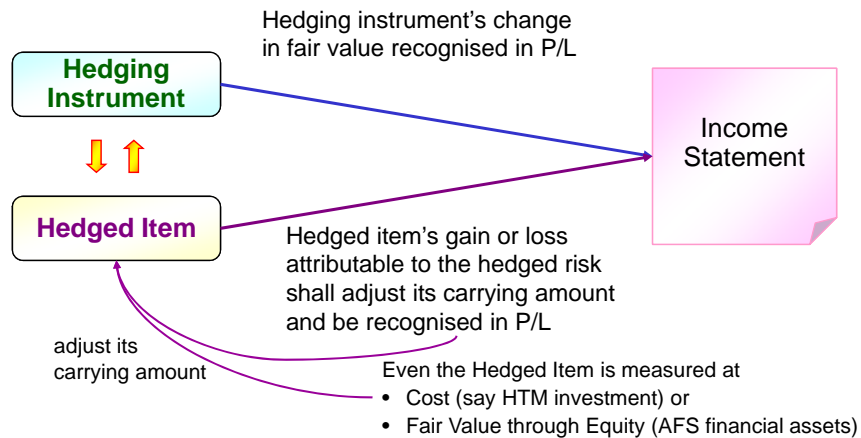 Hedging instrument's change
in fair value recognised in P/L
Hedging
Instrument
Income
Statement
Hedged Item
Hedged item's gain or loss
attributable to the hedged risk
shall adjust its carrying amount
and be recognised in P/L
adjust its
carrying amount
Even the Hedged Item is measured at
• Cost (say HTM investment) or
• Fair Value through Equity (AFS financial assets)